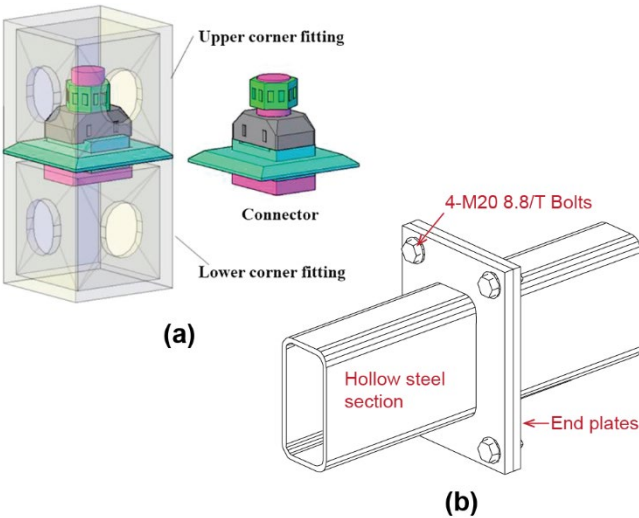 Upper corner fitting
Connector
Lower corner fitting
(a)
4-M20 8.8/T Bolts
Hollow steel
section
End plates
(b)